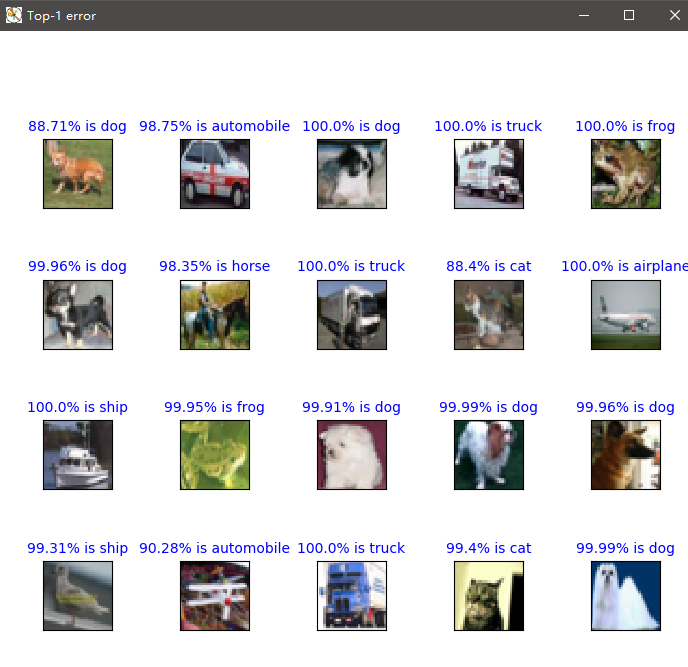 Top-1 error
88.71% is dog 98.75% is automobile 100.0% is dog 100.0% is truck 100.0% is frog
99.96% is dog 98.35% is horse 100.0% is truck 88.4% is cat 100.0% is airplane
100.0% is ship 99.95% is frog 99.91% is dog 99.99% is dog 99.96% is dog
99.31% is ship 90.28% is automobile 100.0% is truck 99.4% is cat 99.99% is dog